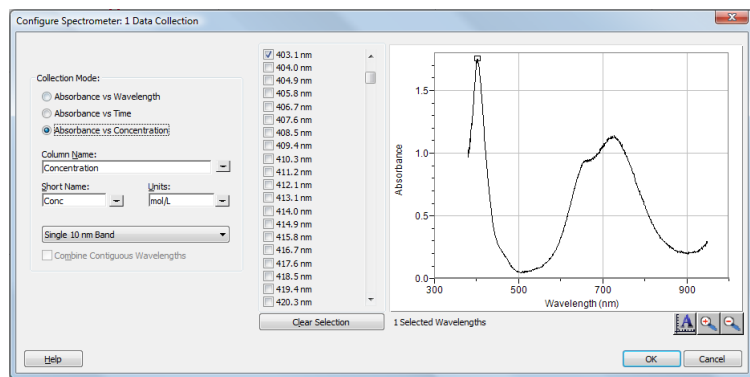 Configure Spectrometer: 1 Data Collection
Collection Mode:
Absorbance vs Wavelength
Absorbance vs Time
Absorbance vs Concentration
Column Name:
Concentration
Short Name: Units:
Conc mol/L
Single 10 nm Band
Combine Contiguous Wavelengths
403.1 nm
404.0 nm
404.9 nm
405.8 nm
406.7 nm
407.6 nm
408.5 nm
409.4 nm
410.3 nm
411.2 nm
412.1 nm
413.1 nm
414.0 nm
414.9 nm
415.8 nm
416.7 nm
417.6 nm
418.5 nm
419.4 nm
420.3 nm
Clear Selection
Absorbance
1.5
1.0
0.5
0.0
300 500 700 900
Wavelength (nm)
1 Selected Wavelengths
A
Help OK Cancel